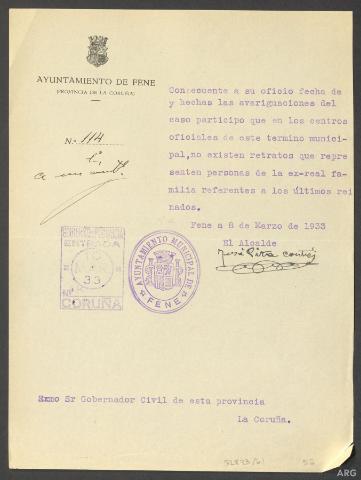 AYUNTAMIENTO DE FENE
(PROVINCIA DE LA CORUÑA)
N.º 114
Consecuente a su oficio fecha de
y hechas las averiguaciones del
caso participo que en los centros
oficiales de este termino munici-
pal,no existen retratos que repre
senten personas de la ex-real fa
milia referentes a los últimos rei
nados.
Fene a 8 de Marzo de 1933
El Alcalde
José
ENTRADA
10
33
CORUÑA
AYUNTAMIENTO MUNICIPAL DE
FENE
Exmo Sr Gobernador Civil de esta provincia
La Coruña.
ARG